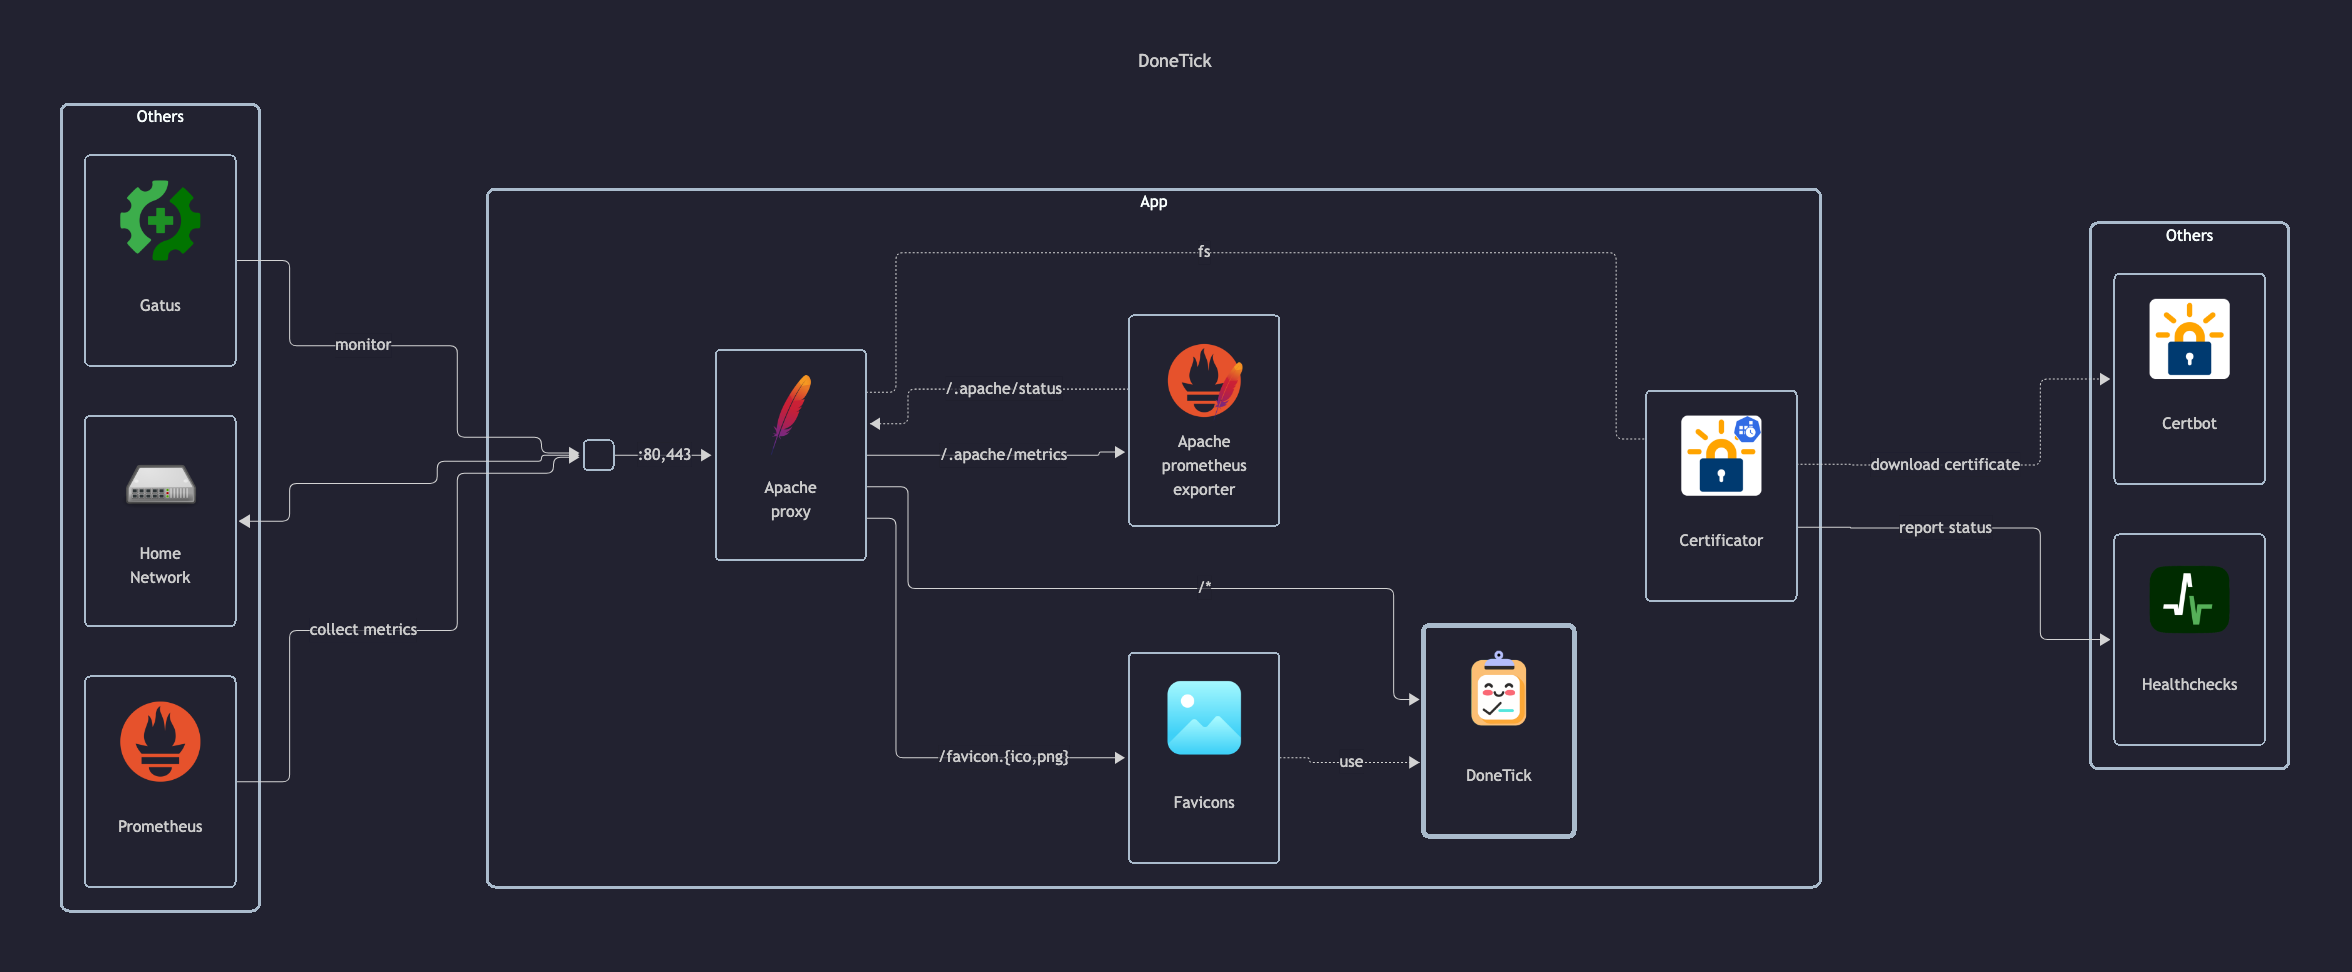 DoneTick
Others
Gatus
monitor
Home
Network
collect metrics
Prometheus
App
:80,443
Apache
proxy
fs
/.apache/status
/.apache/metrics
Apache
prometheus
exporter
/*
/favicon.{ico,png}
Favicons
use
DoneTick
Certificator
download certificate
report status
Others
Certbot
Healthchecks